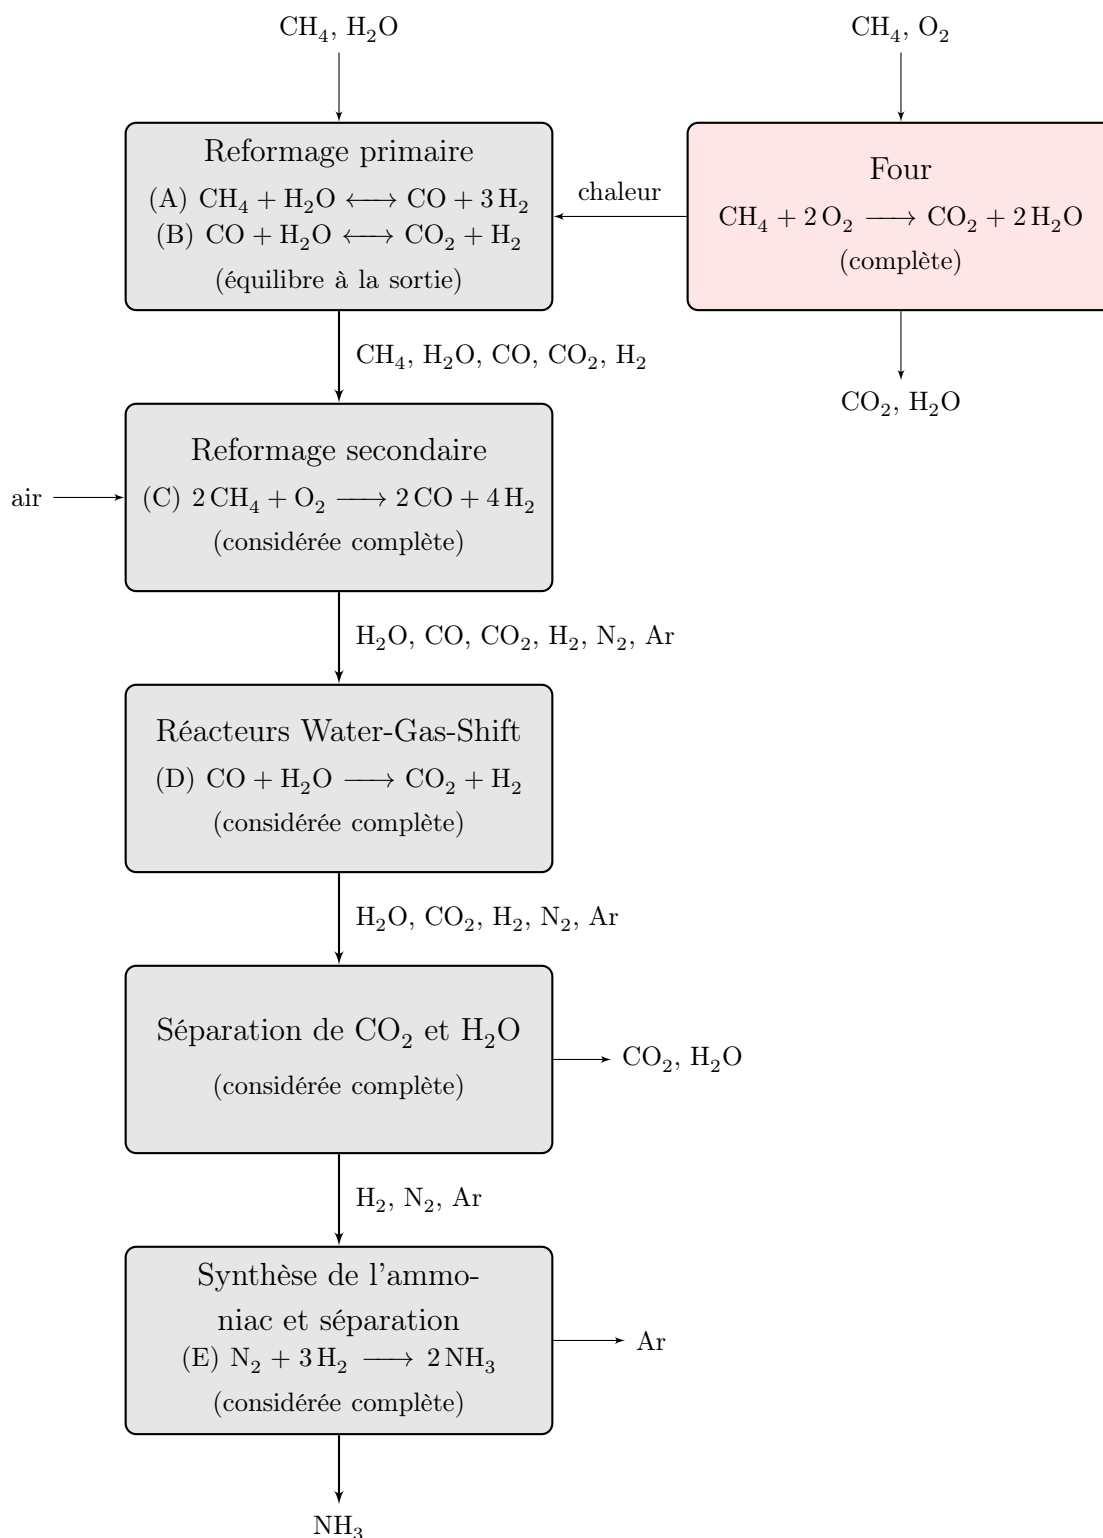 CH₄, H₂O
CH₄, O₂
Reformage primaire
(A) CH₄ + H₂O ⟷ CO + 3 H₂
(B) CO + H₂O ⟷ CO₂ + H₂
(équilibre à la sortie)
chaleur
Four
CH₄ + 2 O₂ ⟶ CO₂ + 2 H₂O
(complète)
CH₄, H₂O, CO, CO₂, H₂
CO₂, H₂O
air
Reformage secondaire
(C) 2 CH₄ + O₂ ⟶ 2 CO + 4 H₂
(considérée complète)
H₂O, CO, CO₂, H₂, N₂, Ar
Réacteurs Water-Gas-Shift
(D) CO + H₂O ⟶ CO₂ + H₂
(considérée complète)
H₂O, CO₂, H₂, N₂, Ar
Séparation de CO₂ et H₂O
(considérée complète)
CO₂, H₂O
H₂, N₂, Ar
Synthèse de l'ammo-
niac et séparation
(E) N₂ + 3 H₂ ⟶ 2 NH₃
(considérée complète)
Ar
NH₃